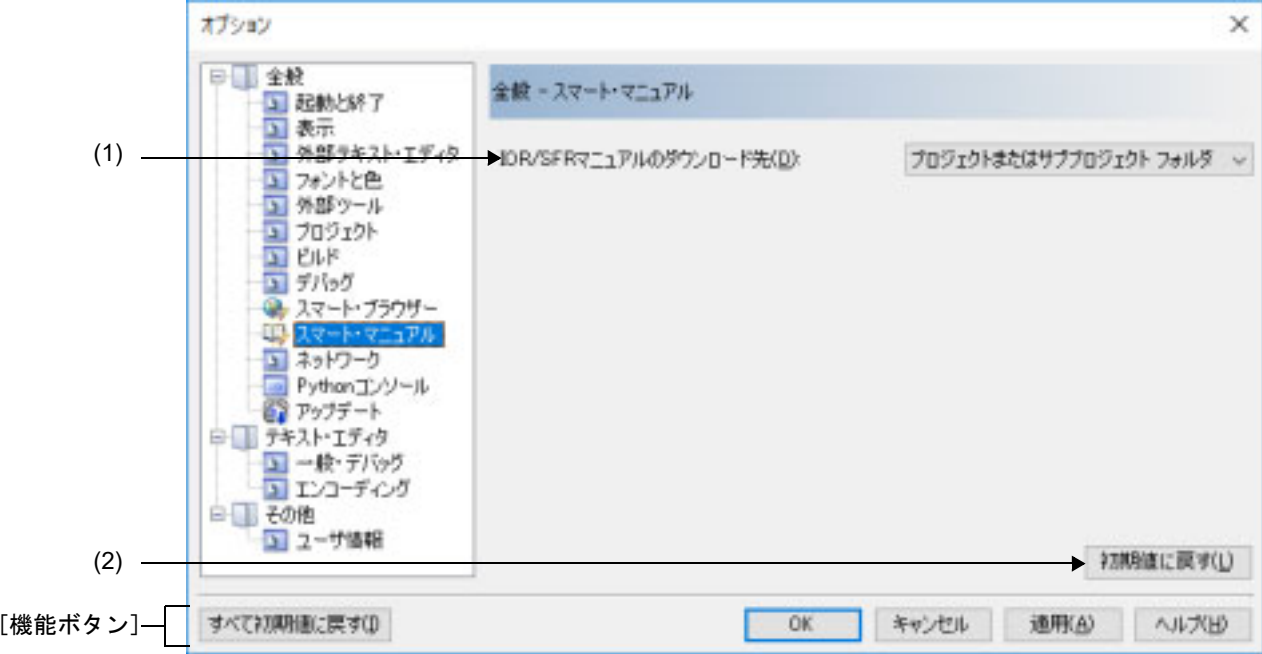 オプション
全般
起動と終了
表示
外部テキスト・エディタ
フォントと色
外部ツール
プロジェクト
ビルド
デバッグ
スマート・ブラウザー
スマート・マニュアル
ネットワーク
Pythonコンソール
アップデート
テキスト・エディタ
一般・デバッグ
エンコーディング
その他
ユーザ情報
全般 - スマート・マニュアル
(1)
IOR/SFRマニュアルのダウンロード先(D):
プロジェクトまたはサブプロジェクト フォルダ
(2)
初期値に戻す(L)
[機能ボタン]
すべて初期値に戻す(I)
OK
キャンセル
適用(A)
ヘルプ(H)